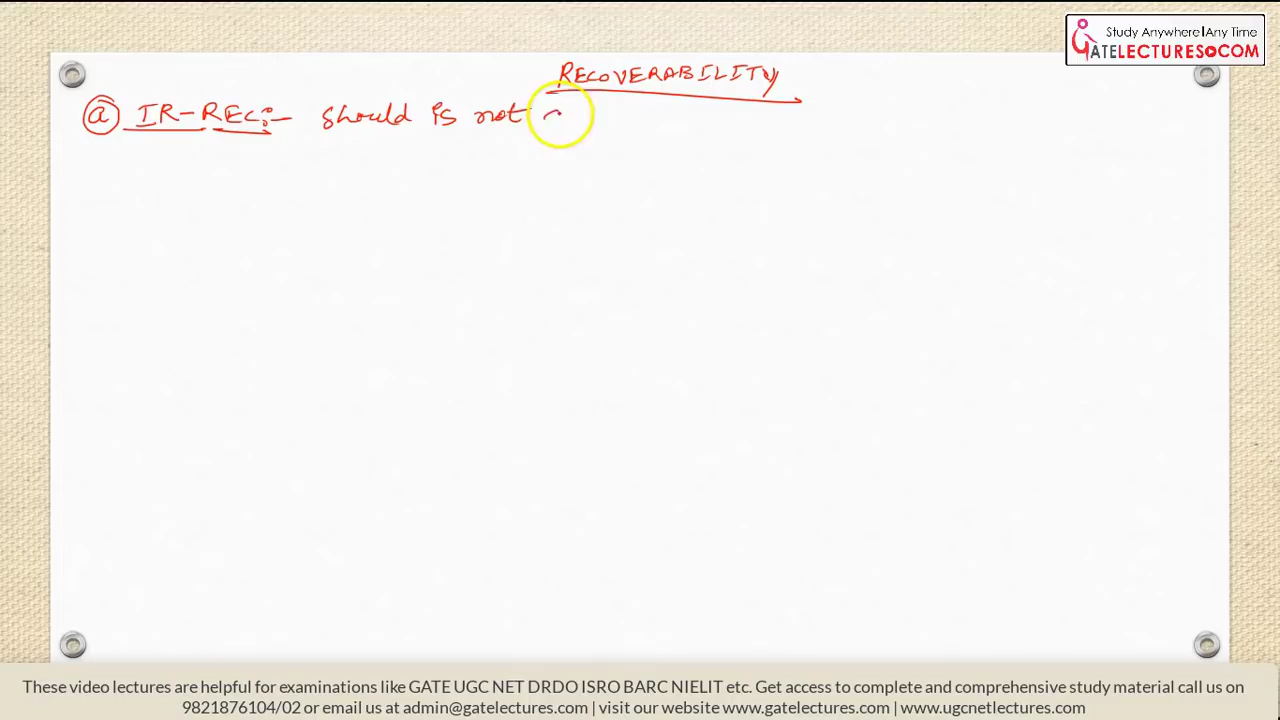 Study Anywhere | Any Time
GATELECTURES.COM
RECOVERABILITY
a IR-REC:- should is not
These video lectures are helpful for examinations like GATE UGC NET DRDO ISRO BARC NIELIT etc. Get access to complete and comprehensive study material call us on
9821876104/02 or email us at admin@gatelectures.com | visit our website www.gatelectures.com | www.ugcnetlectures.com